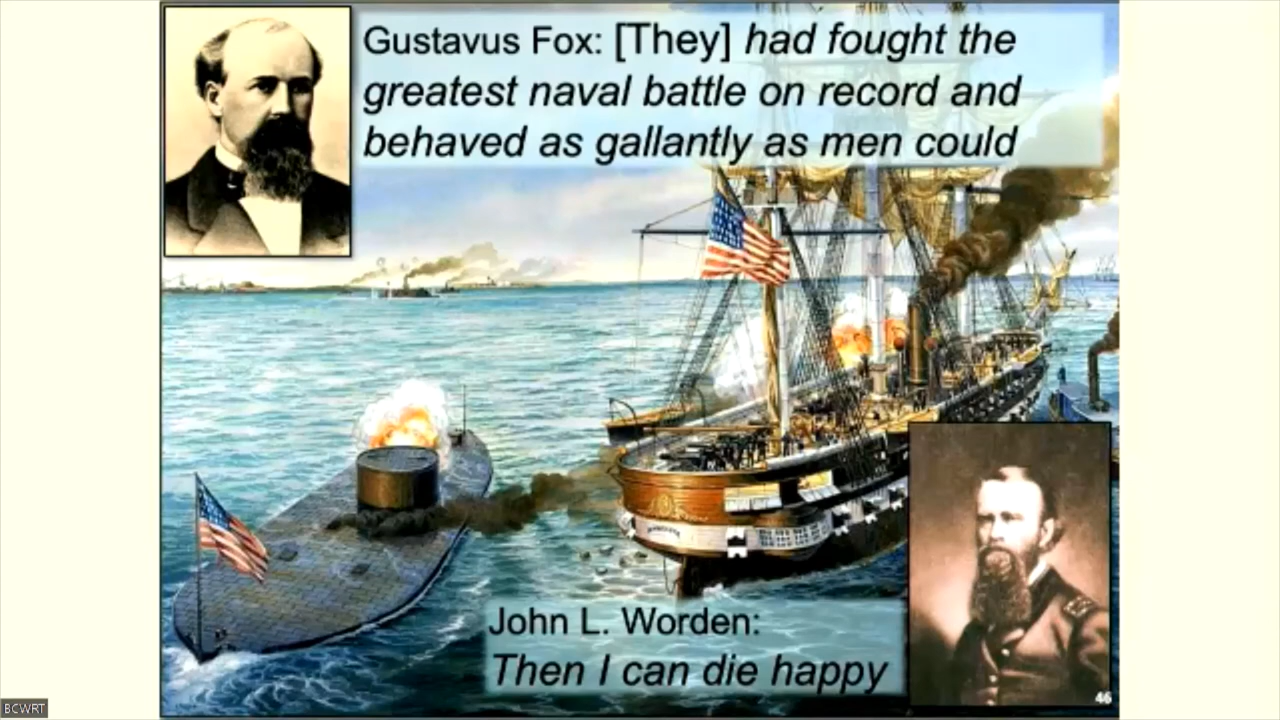 Gustavus Fox: [They] had fought the
greatest naval battle on record and
behaved as gallantly as men could
John L. Worden:
Then I can die happy
46
BCWRT